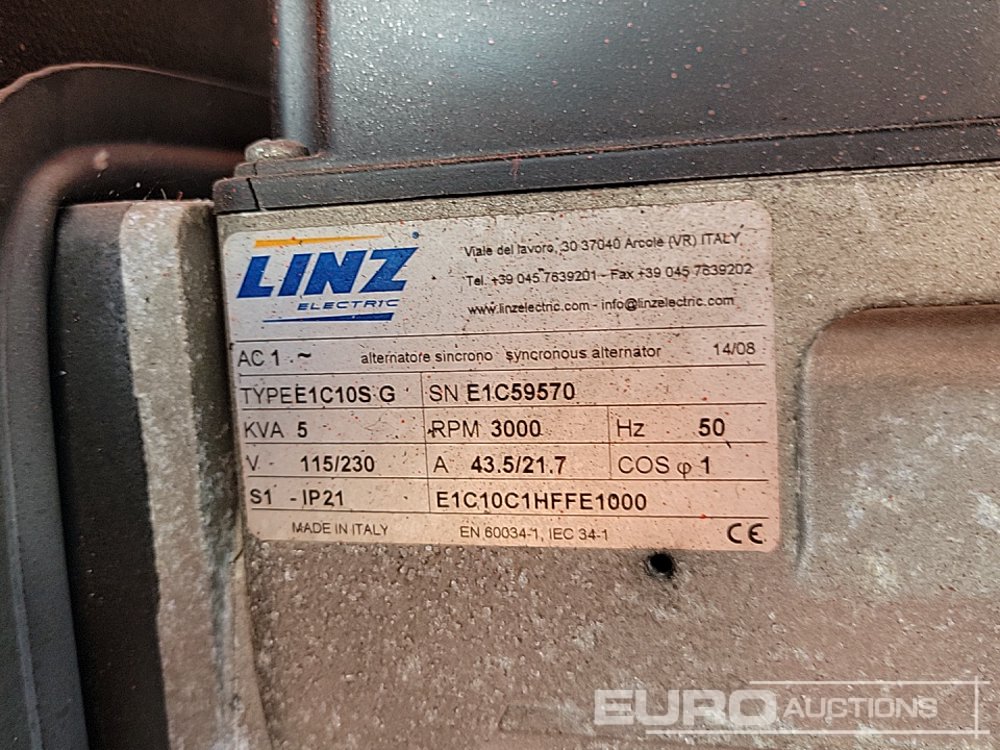 LINZ
ELECTRIC
Viale del lavoro, 30 37040 Arcole (VR) ITALY
Tel. +39 045 7639201 - Fax +39 045 7639202
www.linzelectric.com - info@linzelectric.com
AC 1 ~ alternatore sincrono syncronous alternator 14/08
TYPE E1C10S G SN E1C59570
KVA 5 RPM 3000 Hz 50
V 115/230 A 43.5/21.7 COS φ 1
S1 - IP21 E1C10C1HFFE1000
MADE IN ITALY EN 60034-1, IEC 34-1 CE
EURO AUCTIONS